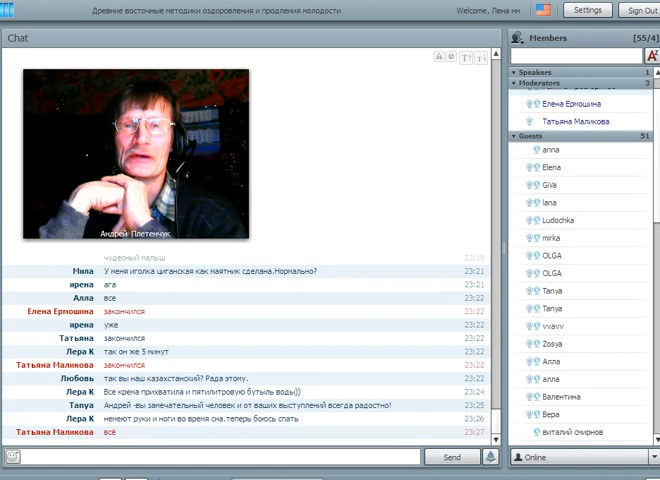 Древние восточные методики оздоровления и продления молодости
Welcome, Лена нн
Settings
Sign Out
Chat
Андрей Плетенчук
чудесный малыш 23:19
Мила У меня иголка циганская как маятник сделана.Нормально? 23:21
ирена ага 23:21
Алла все 23:22
Елена Ермошина закончился 23:22
ирена уже 23:22
Татьяна закончился 23:22
Лера К так он же 5 минут 23:22
Татьяна Маликова закончился 23:22
Любовь так вы наш казахстанский? Рада этому. 23:22
Лера К Все крема прихватила и пятилитровую бутыль воды)) 23:24
Tanya Андрей -вы замечательный человек и от ваших выступлений всегда радостно! 23:25
Лера К немеют руки и ноги во время сна.теперь боюсь спать 23:26
Татьяна Маликова всё 23:27
Send
Members [55/4]
Speakers 1
Moderators 3
Елена Ермошина
Татьяна Маликова
Guests 51
anna
Elena
GiVa
lana
Ludochka
mirka
OLGA
OLGA
Tanya
Tanya
vvavv
Zosya
Алла
алла
Валентина
Вера
виталий смирнов
Online